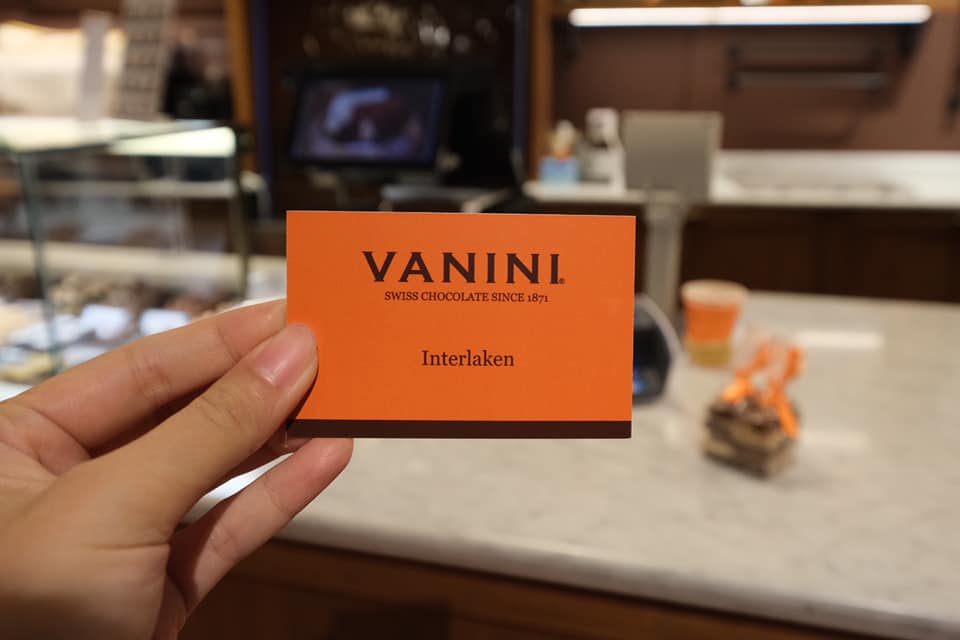 VANINI®
SWISS CHOCOLATE SINCE 1871
Interlaken